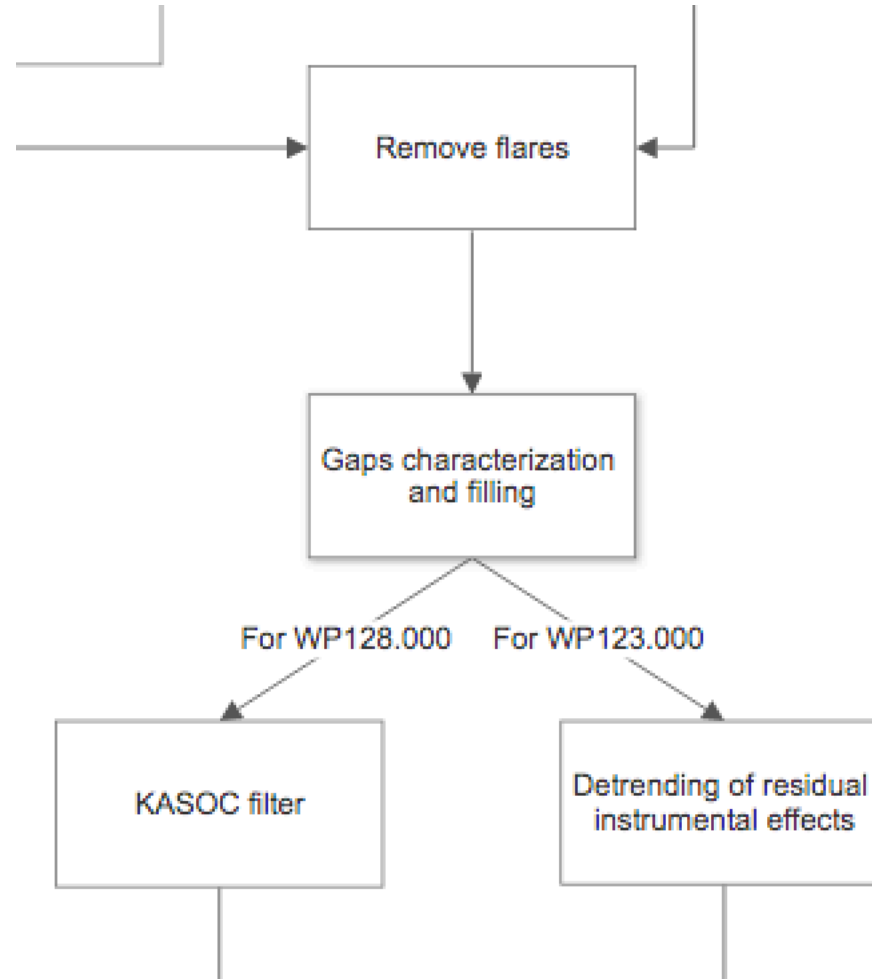 Remove flares
Gaps characterization
and filling
For WP128.000
For WP123.000
KASOC filter
Detrending of residual
instrumental effects